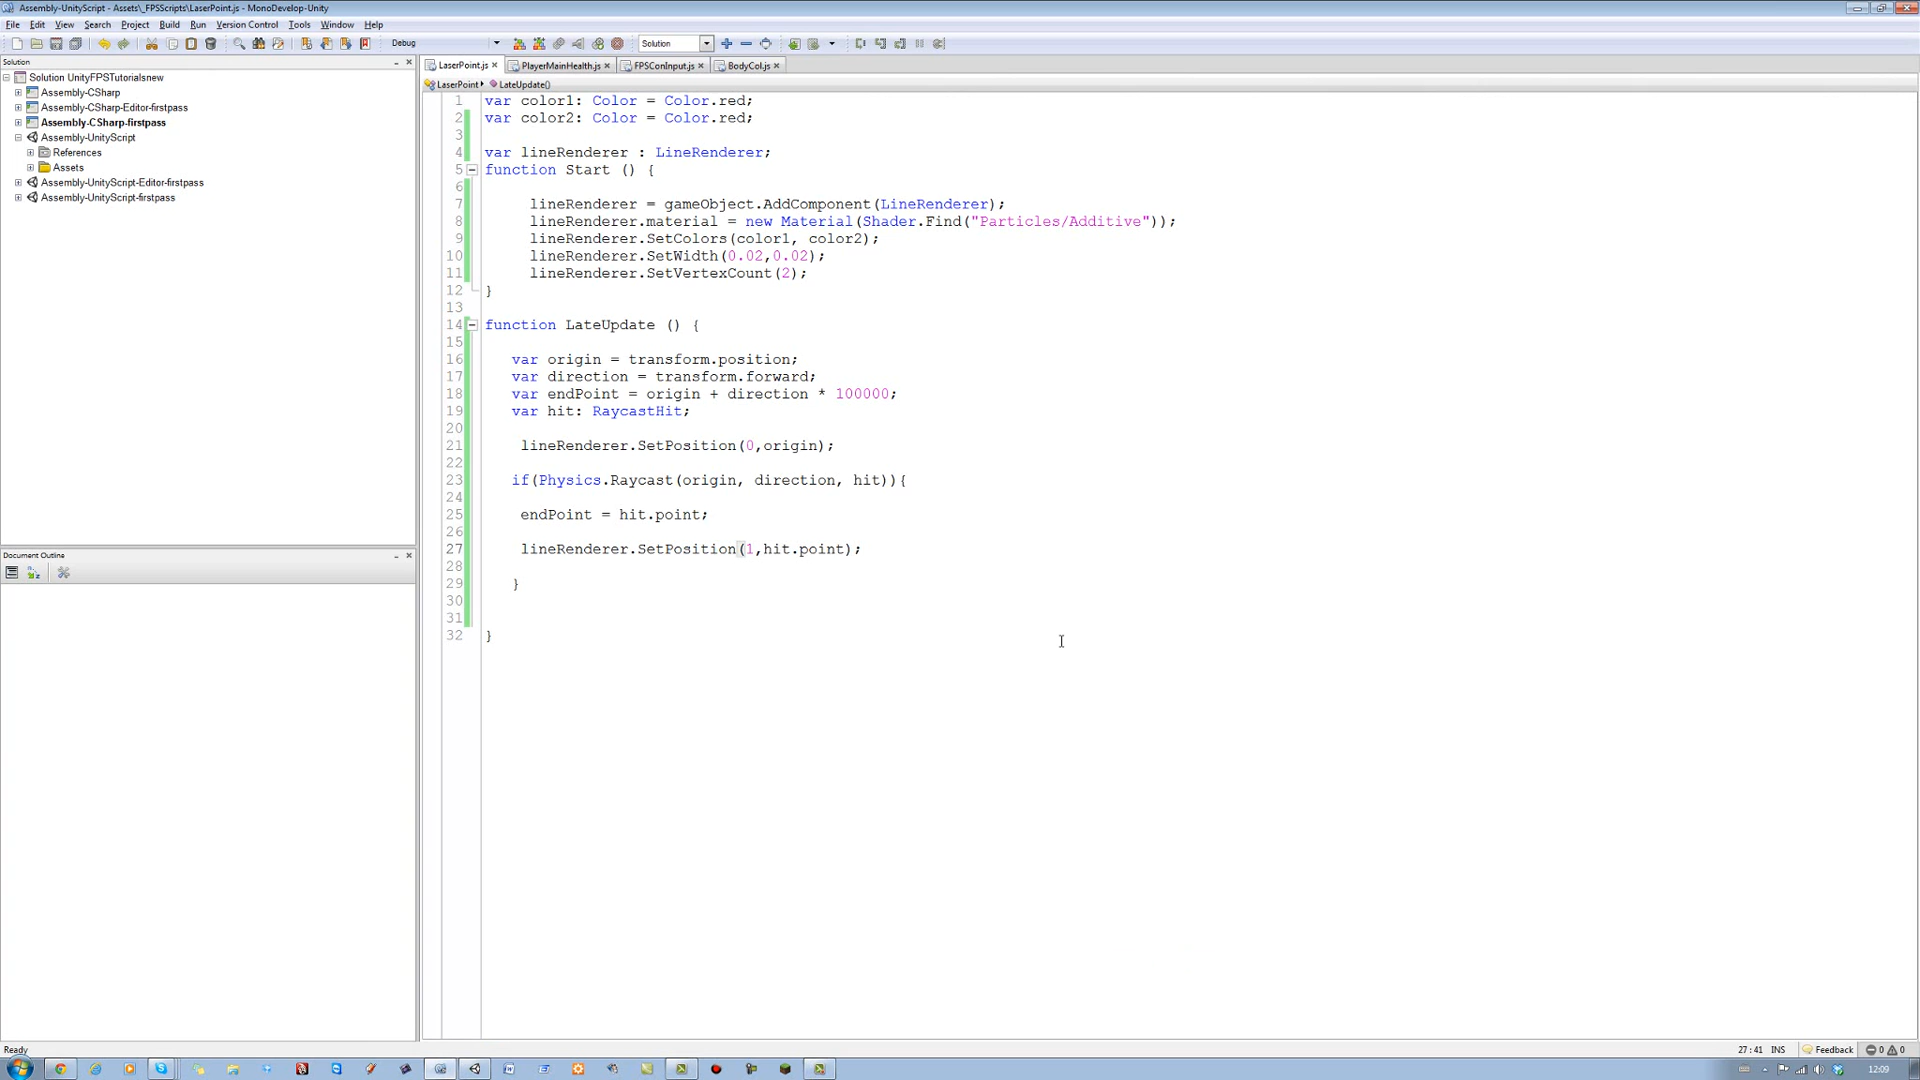 Assembly-UnityScript - Assets\_FPSScripts\LaserPoint.js - MonoDevelop-Unity
File Edit View Search Project Build Run Version Control Tools Window Help
Debug
Solution
Solution
Solution UnityFPSTutorialsnew
Assembly-CSharp
Assembly-CSharp-Editor-firstpass
Assembly-CSharp-firstpass
Assembly-UnityScript
References
Assets
Assembly-UnityScript-Editor-firstpass
Assembly-UnityScript-firstpass
Document Outline
LaserPoint.js PlayerMainHealth.js FPSConInput.js BodyCol.js
LaserPoint LateUpdate()
1 var color1: Color = Color.red;
2 var color2: Color = Color.red;
3
4 var lineRenderer : LineRenderer;
5 function Start () {
6
7 lineRenderer = gameObject.AddComponent(LineRenderer);
8 lineRenderer.material = new Material(Shader.Find("Particles/Additive"));
9 lineRenderer.SetColors(color1, color2);
10 lineRenderer.SetWidth(0.02,0.02);
11 lineRenderer.SetVertexCount(2);
12 }
13
14 function LateUpdate () {
15
16 var origin = transform.position;
17 var direction = transform.forward;
18 var endPoint = origin + direction * 100000;
19 var hit: RaycastHit;
20
21 lineRenderer.SetPosition(0,origin);
22
23 if(Physics.Raycast(origin, direction, hit)){
24
25 endPoint = hit.point;
26
27 lineRenderer.SetPosition(1,hit.point);
28
29 }
30
31
32 }
Ready
27 : 41 INS Feedback 0 0
12:09